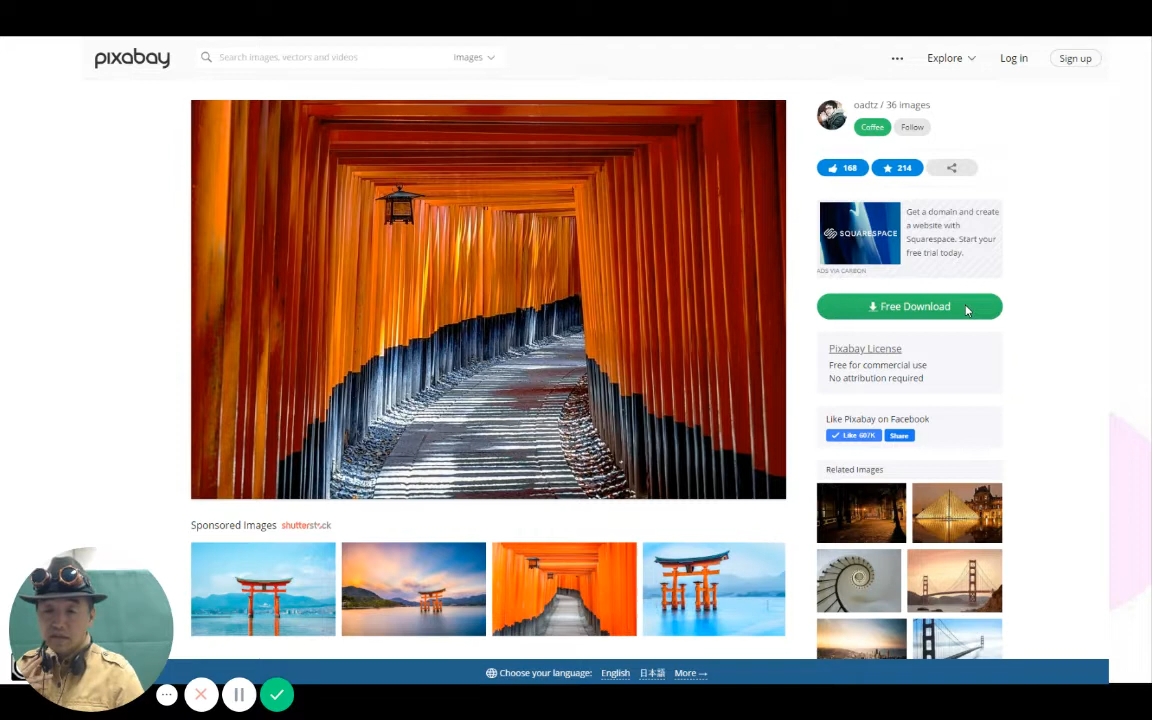 pixabay
Search images, vectors and videos
Images
Explore
Log In
Sign up
oadtz / 36 images
Coffee
Follow
168
214
SQUARESPACE
Get a domain and create
a website with
Squarespace. Start your
free trial today.
ADS VIA CARBON
Free Download
Pixabay License
Free for commercial use
No attribution required
Like Pixabay on Facebook
Like 607K
Share
Related Images
Sponsored Images shutterstock
Choose your language: English 日本語 More →